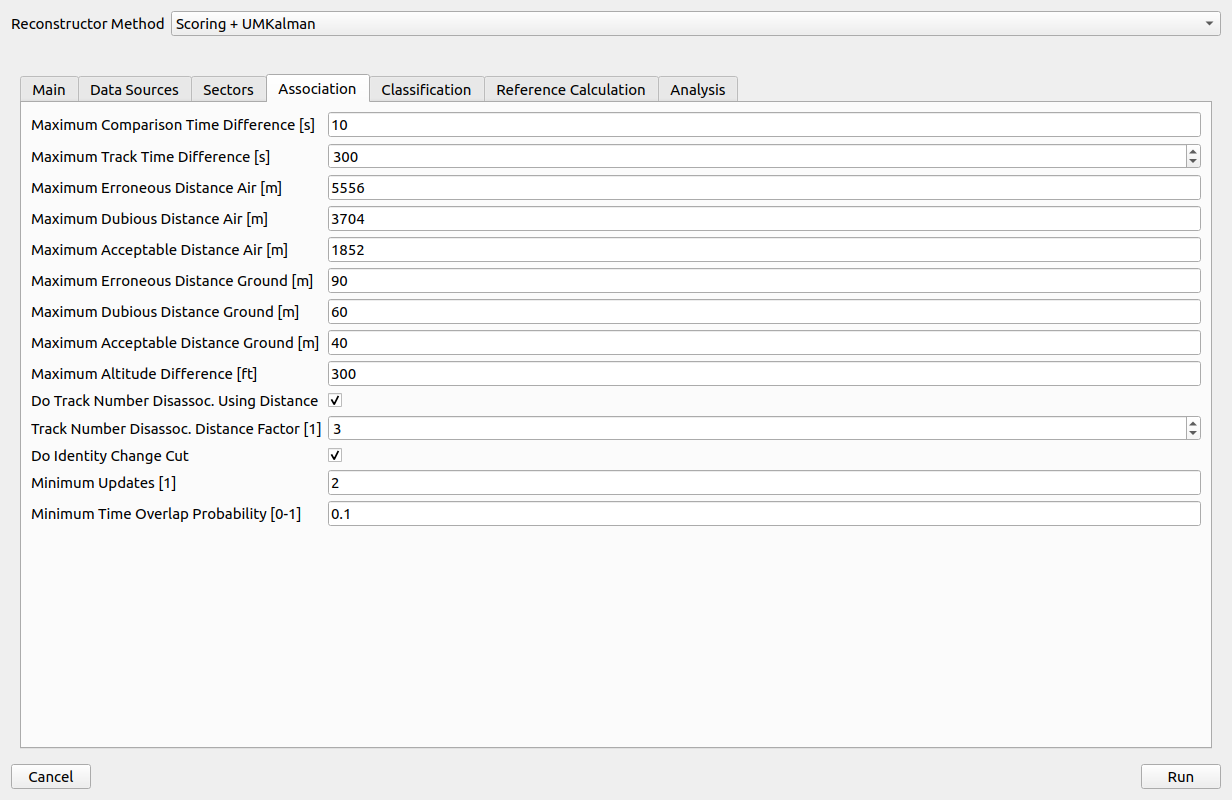 Reconstructor Method Scoring + UMKalman
Main Data Sources Sectors Association Classification Reference Calculation Analysis
Maximum Comparison Time Difference [s] 10
Maximum Track Time Difference [s] 300
Maximum Erroneous Distance Air [m] 5556
Maximum Dubious Distance Air [m] 3704
Maximum Acceptable Distance Air [m] 1852
Maximum Erroneous Distance Ground [m] 90
Maximum Dubious Distance Ground [m] 60
Maximum Acceptable Distance Ground [m] 40
Maximum Altitude Difference [ft] 300
Do Track Number Disassoc. Using Distance
Track Number Disassoc. Distance Factor [1] 3
Do Identity Change Cut
Minimum Updates [1] 2
Minimum Time Overlap Probability [0-1] 0.1
Cancel Run